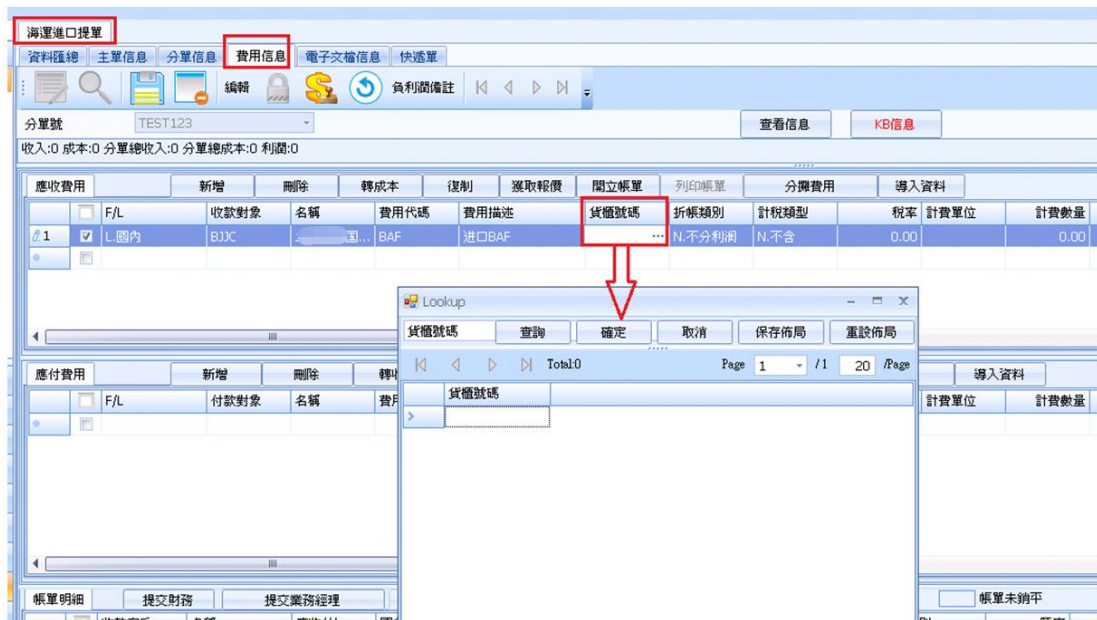 海運進口提單
資料匯總 主單信息 分單信息 費用信息 電子文檔信息 快遞單
編輯 負利潤備註
分單號 TEST123 查看信息 KB信息
收入:0 成本:0 分單總收入:0 分單總成本:0 利潤:0
應收費用 新增 刪除 轉成本 復制 獲取報價 開立帳單 列印帳單 分攤費用 導入資料
F/L 收款對象 名稱 費用代碼 費用描述 貨櫃號碼 折帳類別 計稅類型 稅率 計費單位 計費數量
1 L.國內 BJJC 国... BAF 进口BAF ... N.不分利润 N.不含 0.00 0.00
Lookup
貨櫃號碼 查詢 確定 取消 保存佈局 重設佈局
Total:0 Page 1 /1 20 /Page
貨櫃號碼
應付費用 新增 刪除 導入資料
F/L 付款對象 名稱 計費單位 計費數量
帳單明細 提交財務 提交業務經理 帳單未銷平